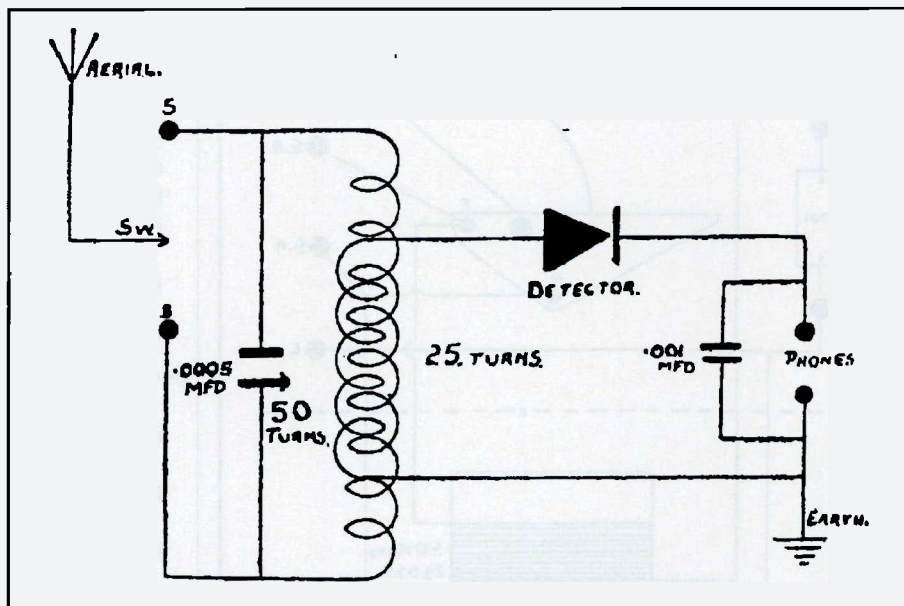 AERIAL.
S
SW.
.0005
MFD
50
TURNS.
25. TURNS.
DETECTOR.
.001
MFD
PHONES
EARTH.